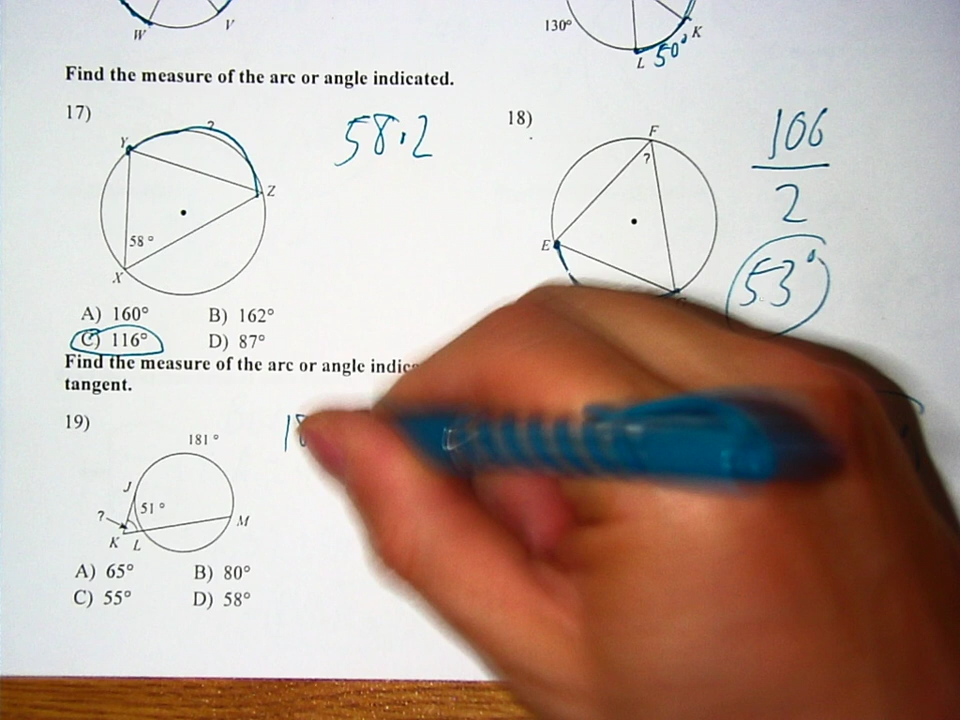 W V
130° K
L 50°
Find the measure of the arc or angle indicated.
17) 58·2 18) 106
2
53°
Y ? Z
58 °
X
F
?
E
A) 160° B) 162°
C) 116° D) 87°
Find the measure of the arc or angle
tangent.
19) 181 °
J 51 °
? M
K L
A) 65° B) 80°
C) 55° D) 58°